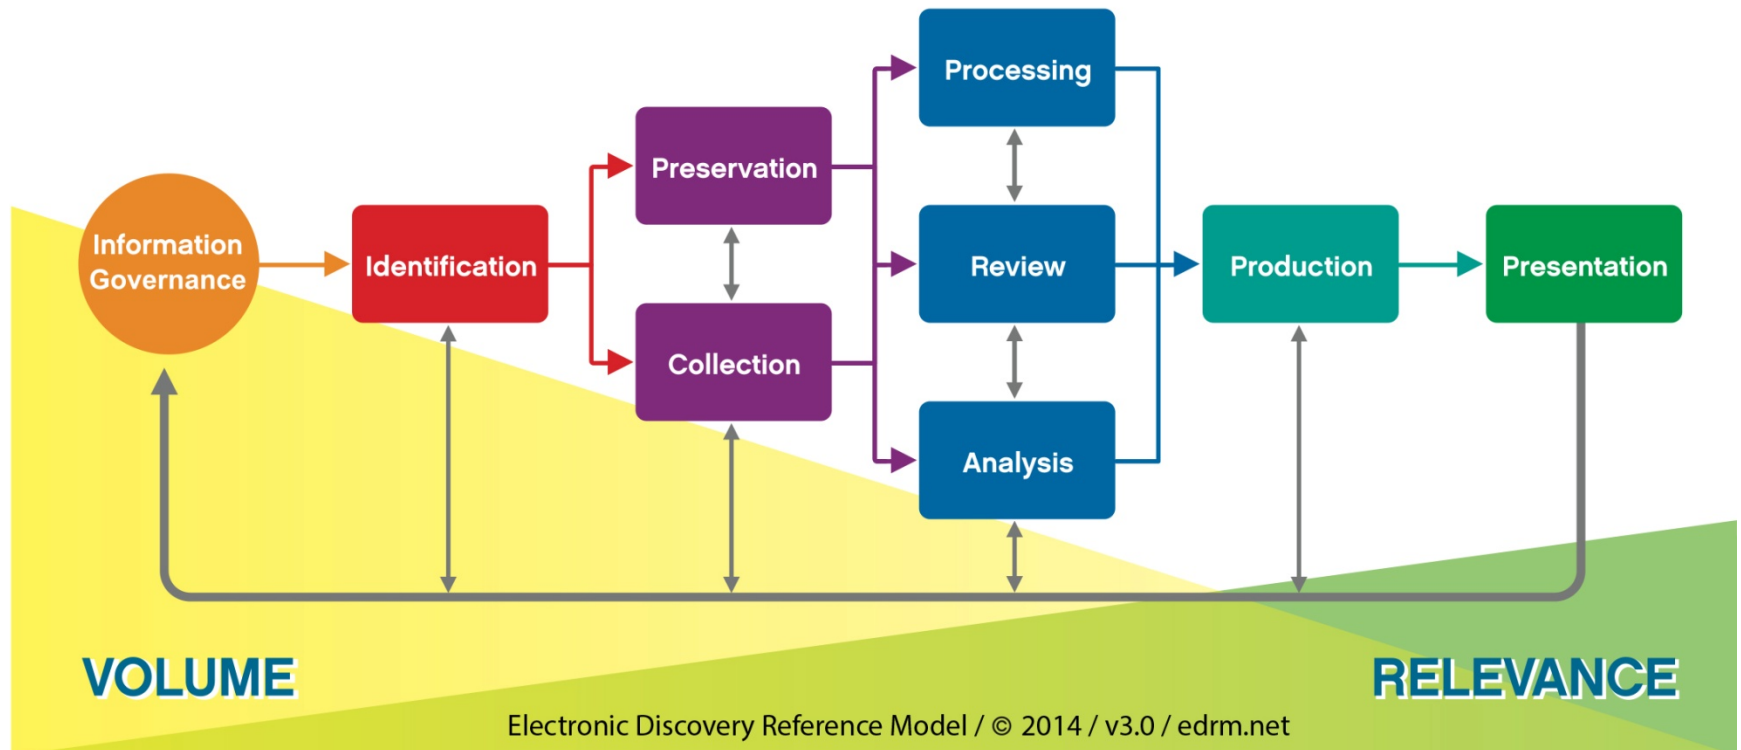 Information
Governance
Identification
Preservation
Collection
Processing
Review
Analysis
Production
Presentation
VOLUME
RELEVANCE
Electronic Discovery Reference Model / © 2014 / v3.0 / edrm.net